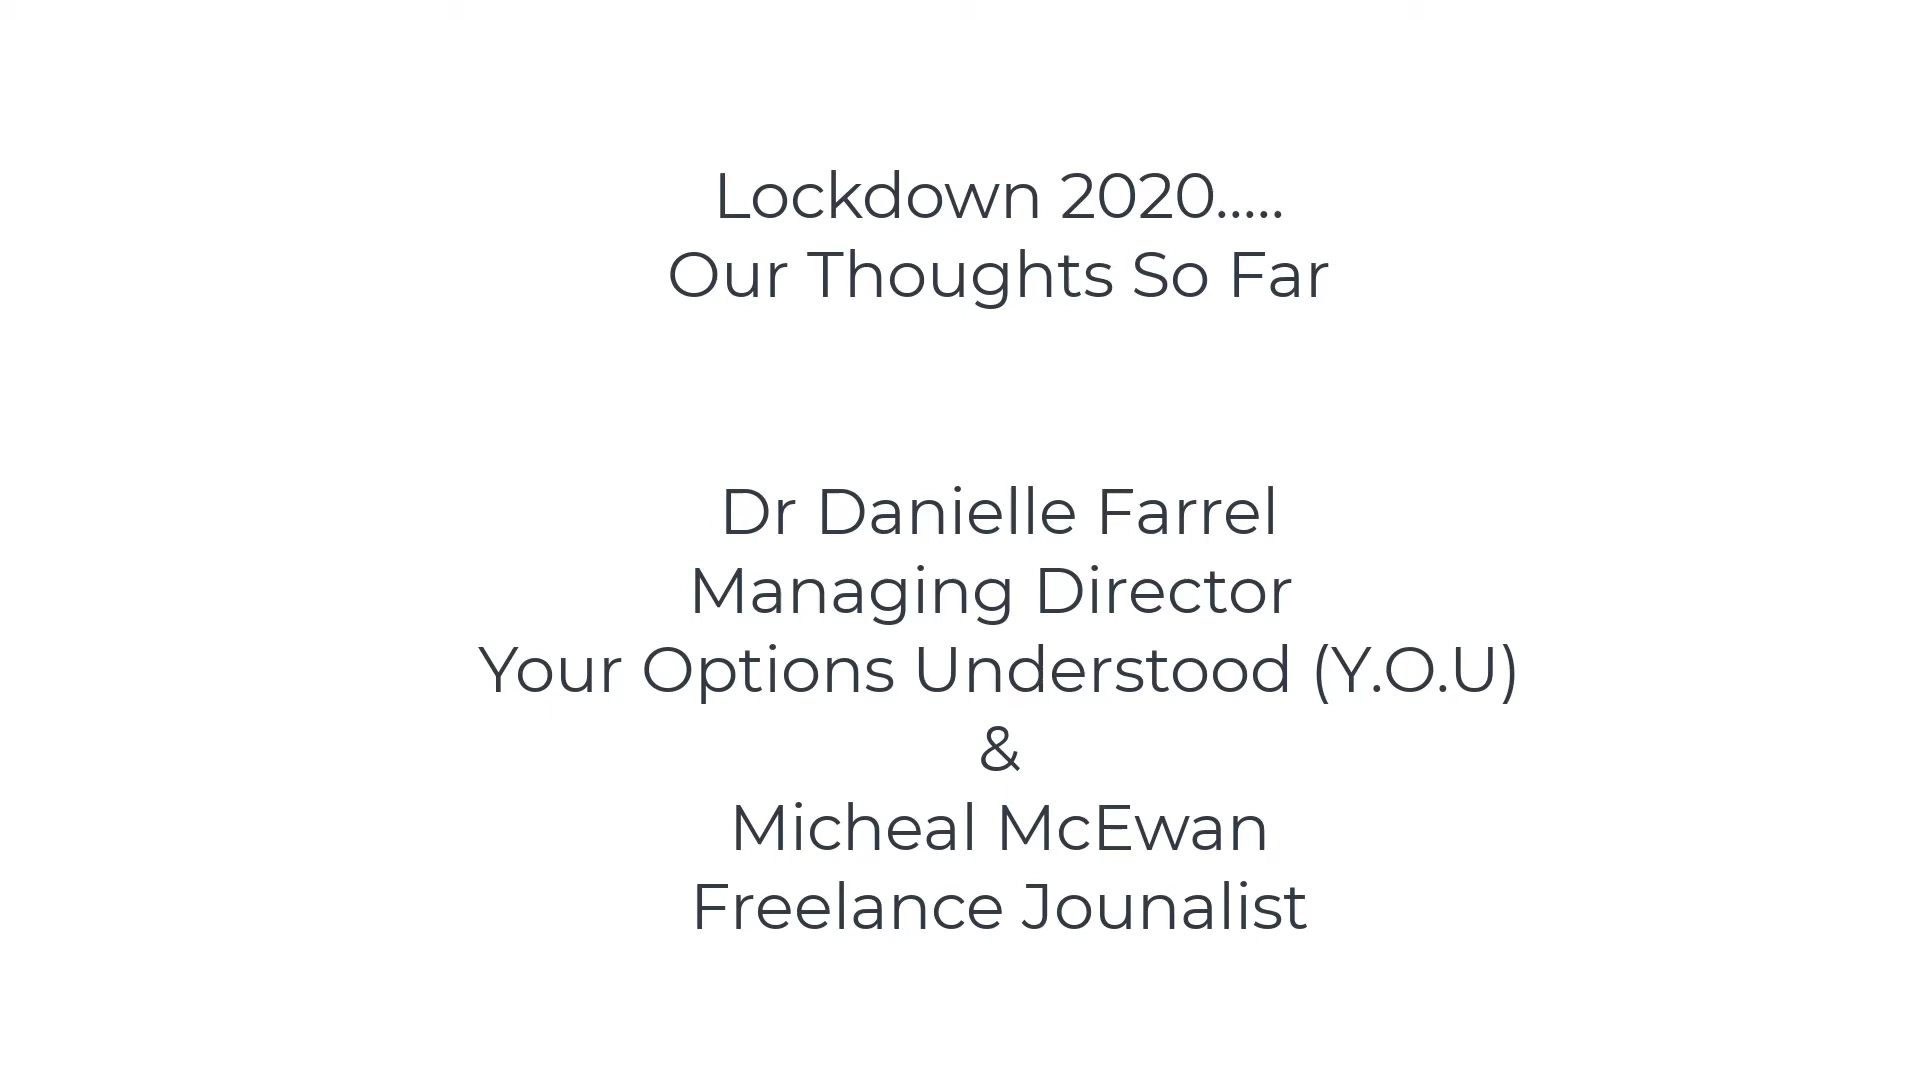 Lockdown 2020.....
Our Thoughts So Far
Dr Danielle Farrel
Managing Director
Your Options Understood (Y.O.U)
&
Micheal McEwan
Freelance Jounalist